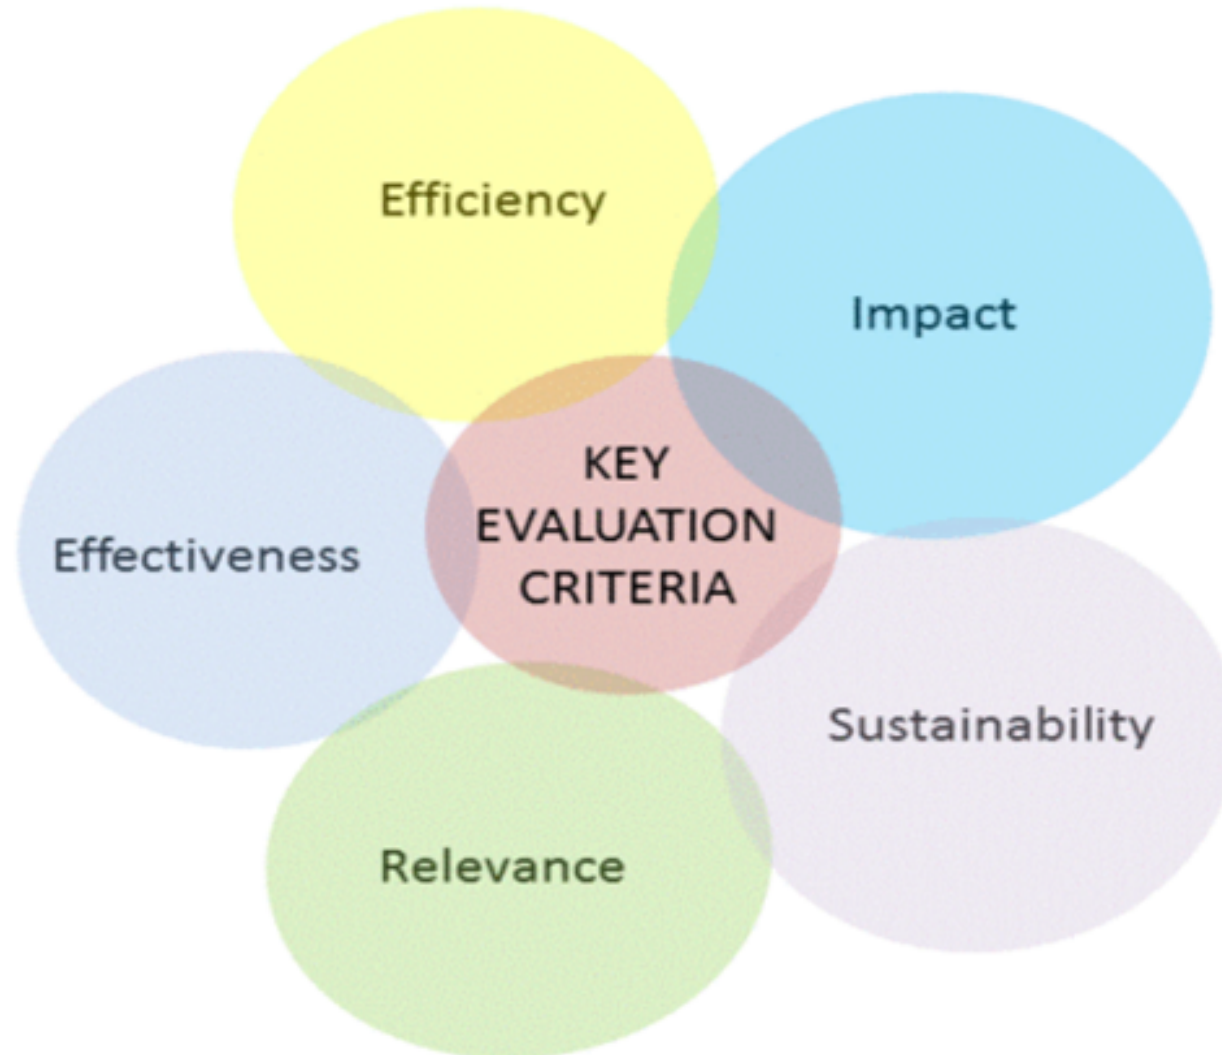 Efficiency
Impact
KEY
EVALUATION
CRITERIA
Effectiveness
Sustainability
Relevance